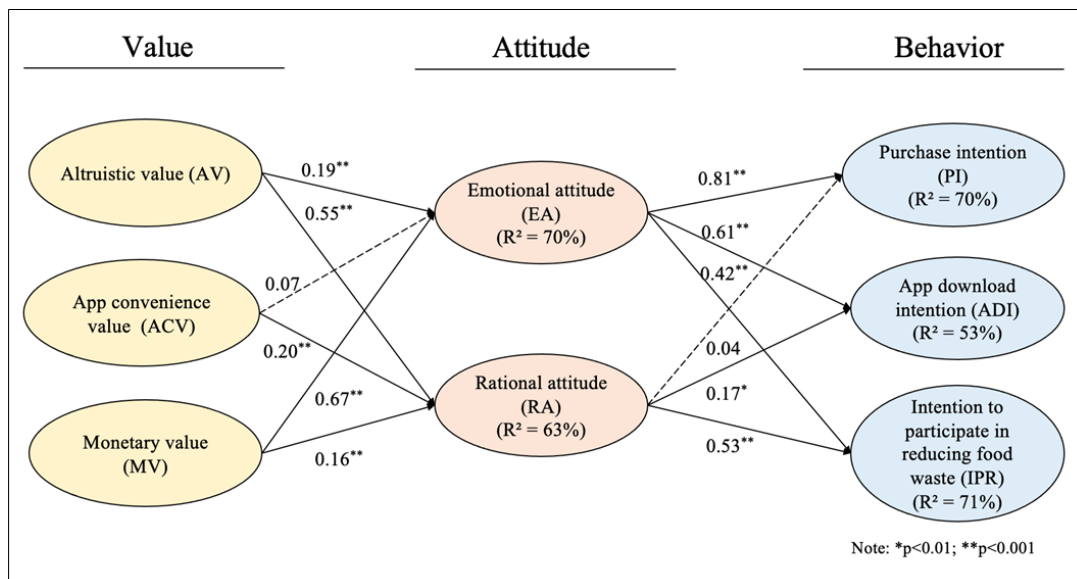 Value
Attitude
Behavior
Altruistic value (AV)
App convenience
value (ACV)
Monetary value
(MV)
0.19**
0.55**
0.07
0.20**
0.67**
0.16**
Emotional attitude
(EA)
(R² = 70%)
Rational attitude
(RA)
(R² = 63%)
0.81**
0.61**
0.42**
0.04
0.17*
0.53**
Purchase intention
(PI)
(R² = 70%)
App download
intention (ADI)
(R² = 53%)
Intention to
participate in
reducing food
waste (IPR)
(R² = 71%)
Note: *p<0.01; **p<0.001